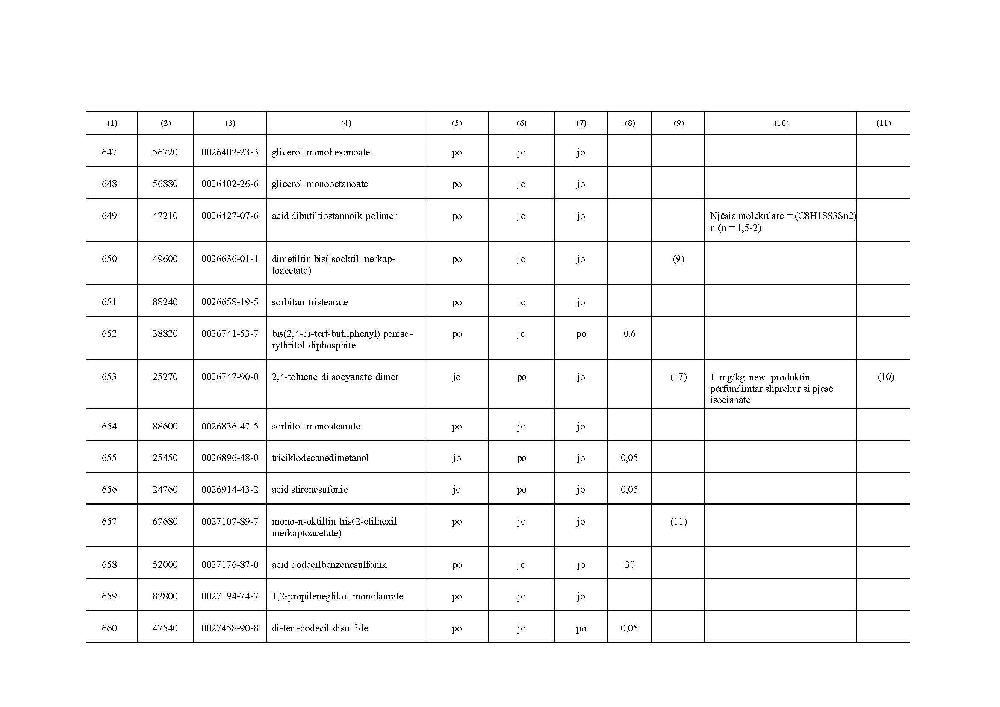 (1) (2) (3) (4) (5) (6) (7) (8) (9) (10) (11)
647 56720 0026402-23-3 glicerol monohexanoate po jo jo
648 56880 0026402-26-6 glicerol monooctanoate po jo jo
649 47210 0026427-07-6 acid dibutiltiostannoik polimer po jo jo Njësia molekulare = (C8H18S3Sn2)
n (n = 1,5-2)
650 49600 0026636-01-1 dimetiltin bis(isooktil merkap- po jo jo (9)
toacetate)
651 88240 0026658-19-5 sorbitan tristearate po jo jo
652 38820 0026741-53-7 bis(2,4-di-tert-butilphenyl) pentae- po jo po 0,6
rythritol diphosphite
653 25270 0026747-90-0 2,4-toluene diisocyanate dimer jo po jo (17) 1 mg/kg new produktin (10)
përfundimtar shprehur si pjesë
isocianate
654 88600 0026836-47-5 sorbitol monostearate po jo jo
655 25450 0026896-48-0 triciklodecanedimetanol jo po jo 0,05
656 24760 0026914-43-2 acid stirenesufonic jo po jo 0,05
657 67680 0027107-89-7 mono-n-oktiltin tris(2-etilhexil po jo jo (11)
merkaptoacetate)
658 52000 0027176-87-0 acid dodecilbenzenesulfonik po jo jo 30
659 82800 0027194-74-7 1,2-propileneglikol monolaurate po jo jo
660 47540 0027458-90-8 di-tert-dodecil disulfide po jo po 0,05